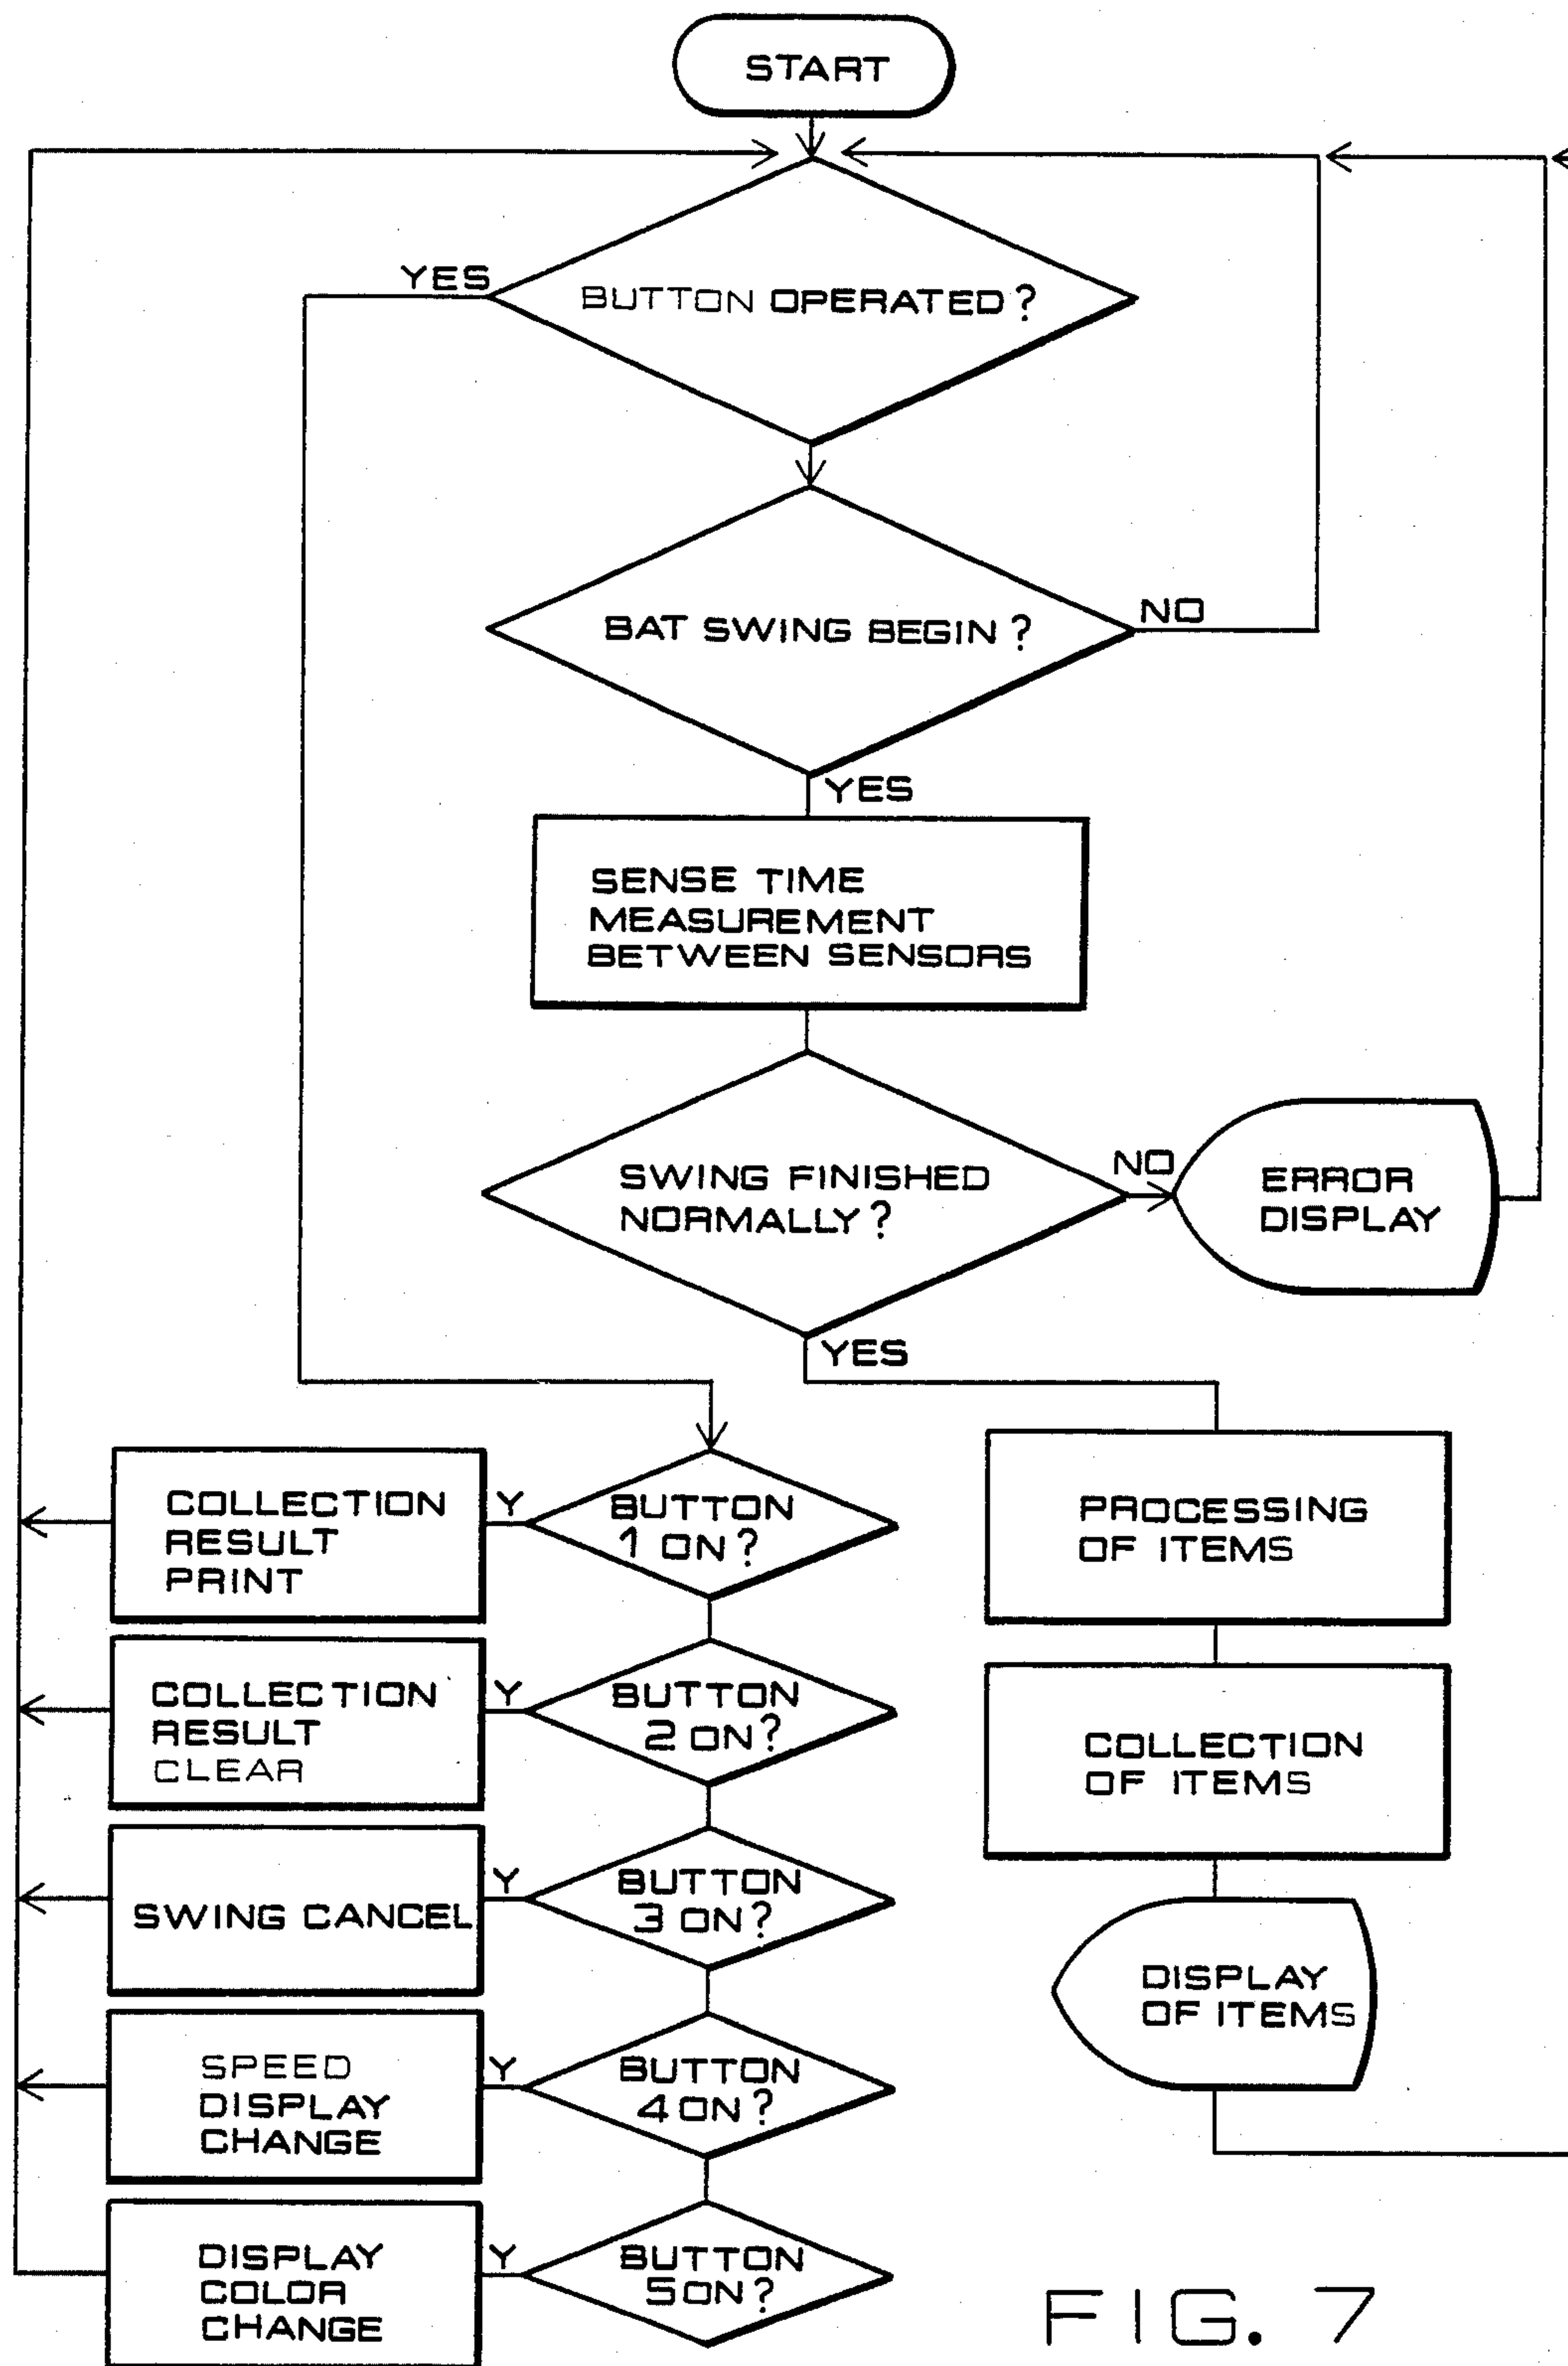 START
YES
BUTTON OPERATED?
BAT SWING BEGIN?
NO
YES
SENSE TIME
MEASUREMENT
BETWEEN SENSORS
SWING FINISHED
NORMALLY?
NO
ERROR
DISPLAY
YES
COLLECTION
RESULT
PRINT
Y
BUTTON
1 ON?
COLLECTION
RESULT
CLEAR
Y
BUTTON
2 ON?
SWING CANCEL
Y
BUTTON
3 ON?
SPEED
DISPLAY
CHANGE
Y
BUTTON
4 ON?
DISPLAY
COLOR
CHANGE
Y
BUTTON
5 ON?
PROCESSING
OF ITEMS
COLLECTION
OF ITEMS
DISPLAY
OF ITEMS
FIG. 7